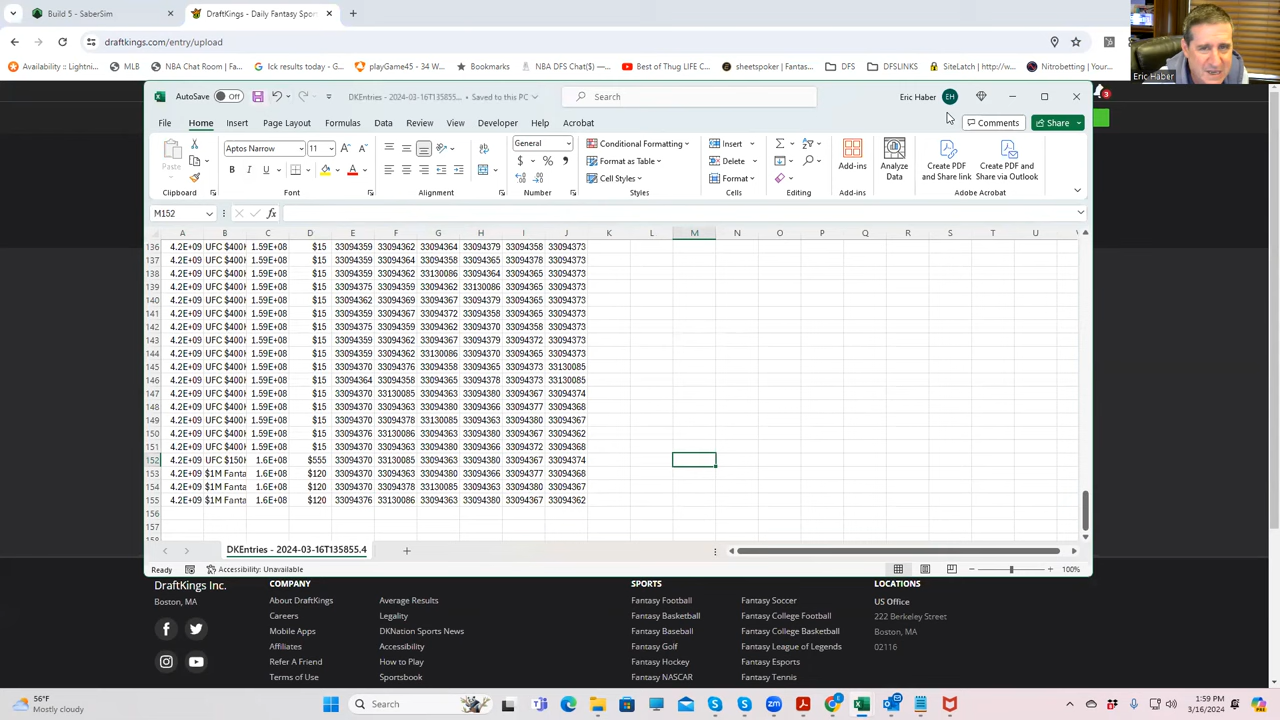 Build 5 - SaberSim
DraftKings - Daily Fantasy Sport
draftkings.com/entry/upload
Availability :: Lightni...
MLB
NBA Chat Room | Fa...
Ick results today - G...
playGame45 - 34 W...
Bookmarks
NBA DFS Chat($) —...
Best of Thug LIFE C...
sheetspoker | Fantas...
DFS
DFSLINKS
SiteLatch | http://w...
Nitrobetting | Your...
Eric Haber
3
AutoSave Off
DKEntries - 2024-03-16T135855.4... • Saved to this PC
Search
Eric Haber EH
File Home Insert Page Layout Formulas Data Review View Automate Developer Help Acrobat
Comments
Share
Paste
Clipboard
Aptos Narrow 11
B I U
Font
Alignment
General
$ % ,
Number
Conditional Formatting
Format as Table
Cell Styles
Styles
Insert
Delete
Format
Cells
Editing
Add-ins
Add-ins
Analyze Data
Create PDF and Share link
Create PDF and Share via Outlook
Adobe Acrobat
M152 fx
A B C D E F G H I J K L M N O P Q R S T U
136 4.2E+09 UFC $400K 1.59E+08 $15 33094359 33094362 33094364 33094379 33094358 33094373
137 4.2E+09 UFC $400K 1.59E+08 $15 33094359 33094364 33094358 33094365 33094378 33094373
138 4.2E+09 UFC $400K 1.59E+08 $15 33094359 33094362 33130086 33094364 33094365 33094373
139 4.2E+09 UFC $400K 1.59E+08 $15 33094375 33094359 33094362 33130086 33094365 33094373
140 4.2E+09 UFC $400K 1.59E+08 $15 33094362 33094369 33094367 33094379 33094365 33094373
141 4.2E+09 UFC $400K 1.59E+08 $15 33094359 33094367 33094372 33094358 33094365 33094373
142 4.2E+09 UFC $400K 1.59E+08 $15 33094359 33094367 33094362 33094370 33094358 33094373
143 4.2E+09 UFC $400K 1.59E+08 $15 33094359 33094362 33094367 33094379 33094372 33094373
144 4.2E+09 UFC $400K 1.59E+08 $15 33094359 33094362 33130086 33094370 33094365 33094373
145 4.2E+09 UFC $400K 1.59E+08 $15 33094370 33094376 33094358 33094365 33094373 33130085
146 4.2E+09 UFC $400K 1.59E+08 $15 33094364 33094358 33094365 33094378 33094373 33130085
147 4.2E+09 UFC $400K 1.59E+08 $15 33094370 33130085 33094363 33094380 33094367 33094374
148 4.2E+09 UFC $400K 1.59E+08 $15 33094370 33094363 33094380 33094366 33094377 33094368
149 4.2E+09 UFC $400K 1.59E+08 $15 33094370 33094378 33130085 33094363 33094380 33094366
150 4.2E+09 UFC $400K 1.59E+08 $15 33094370 33130086 33094363 33094380 33094377 33094362
151 4.2E+09 UFC $400K 1.59E+08 $15 33094370 33094376 33094363 33094380 33094372 33094368
152 4.2E+09 UFC $150K 1.6E+08 $555 33094370 33130085 33094363 33094380 33094367 33094374
153 4.2E+09 $1M Fanta 1.6E+08 $120 33094370 33094363 33094380 33094366 33094377 33094368
154 4.2E+09 $1M Fanta 1.6E+08 $120 33094370 33094378 33130085 33094363 33094380 33094367
155 4.2E+09 $1M Fanta 1.6E+08 $120 33094376 33130086 33094363 33094380 33094367 33094362
156
157
158
DKEntries - 2024-03-16T135855.4
Ready
Accessibility: Unavailable
100%
DraftKings Inc.
Boston, MA
COMPANY
About DraftKings
Careers
Mobile Apps
Affiliates
Refer A Friend
Terms of Use
Average Results
Legality
DKNation Sports News
Accessibility
How to Play
Sportsbook
SPORTS
Fantasy Football
Fantasy Basketball
Fantasy Baseball
Fantasy Golf
Fantasy Hockey
Fantasy NASCAR
Fantasy Soccer
Fantasy College Football
Fantasy College Basketball
Fantasy League of Legends
Fantasy Esports
Fantasy Tennis
LOCATIONS
US Office
222 Berkeley Street
Boston, MA
02116
56°F
Mostly cloudy
Search
1:59 PM
3/16/2024